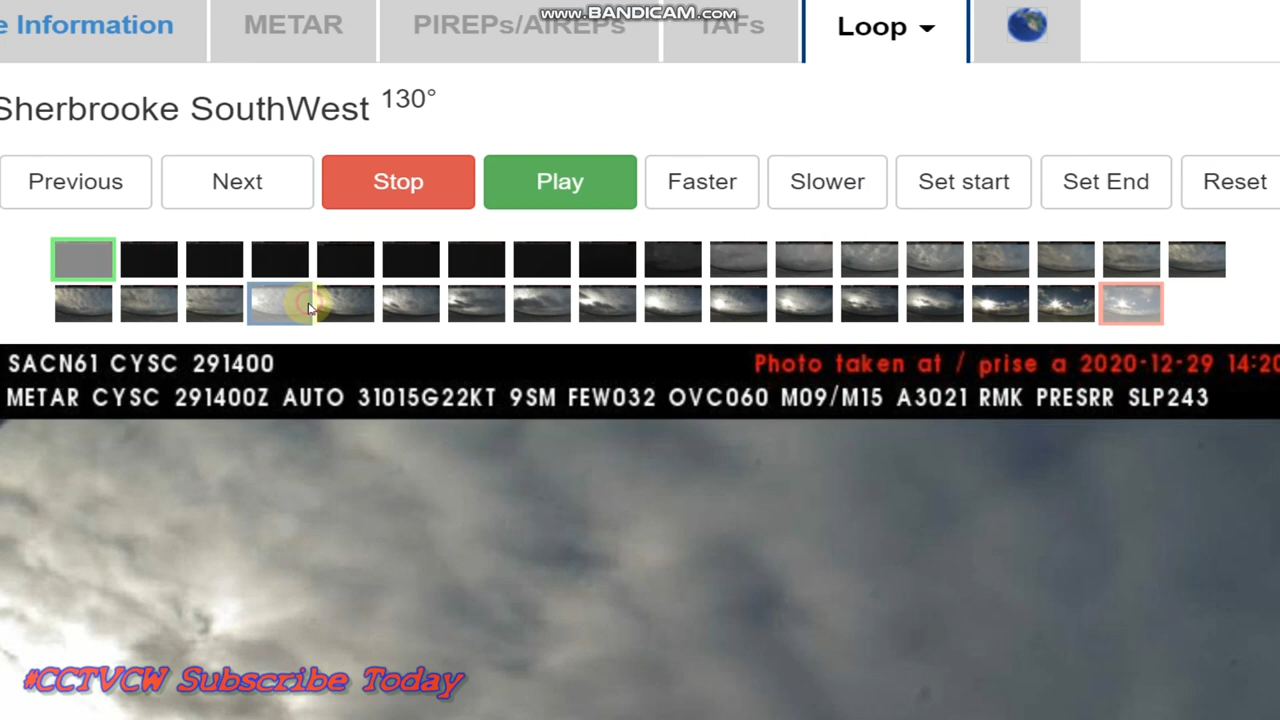 www.BANDICAM.com
e Information METAR PIREPs/AIREPs TAFs Loop
Sherbrooke SouthWest 130°
Previous Next Stop Play Faster Slower Set start Set End Reset
SACN61 CYSC 291400 Photo taken at / prise a 2020-12-29 14:20
METAR CYSC 291400Z AUTO 31015G22KT 9SM FEW032 OVC060 M09/M15 A3021 RMK PRESRR SLP243
#CCTVCW Subscribe Today